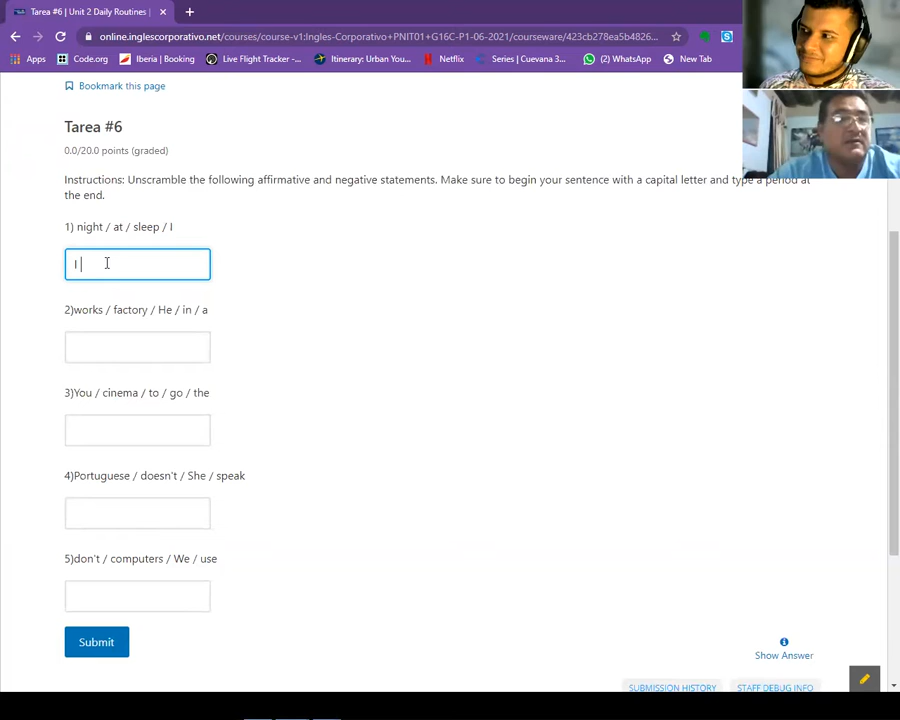 Tarea #6 | Unit 2 Daily Routines |
online.inglescorporativo.net/courses/course-v1:Ingles-Corporativo+PNIT01+G16C-P1-06-2021/courseware/423cb278ea5b4826...
Apps Code.org Iberia | Booking Live Flight Tracker -... Itinerary: Urban You... Netflix Series | Cuevana 3... (2) WhatsApp New Tab
Bookmark this page
Tarea #6
0.0/20.0 points (graded)
Instructions: Unscramble the following affirmative and negative statements. Make sure to begin your sentence with a capital letter and type a period at
the end.
1) night / at / sleep / I
I
2)works / factory / He / in / a
3)You / cinema / to / go / the
4)Portuguese / doesn't / She / speak
5)don't / computers / We / use
Submit
Show Answer
SUBMISSION HISTORY STAFF DEBUG INFO